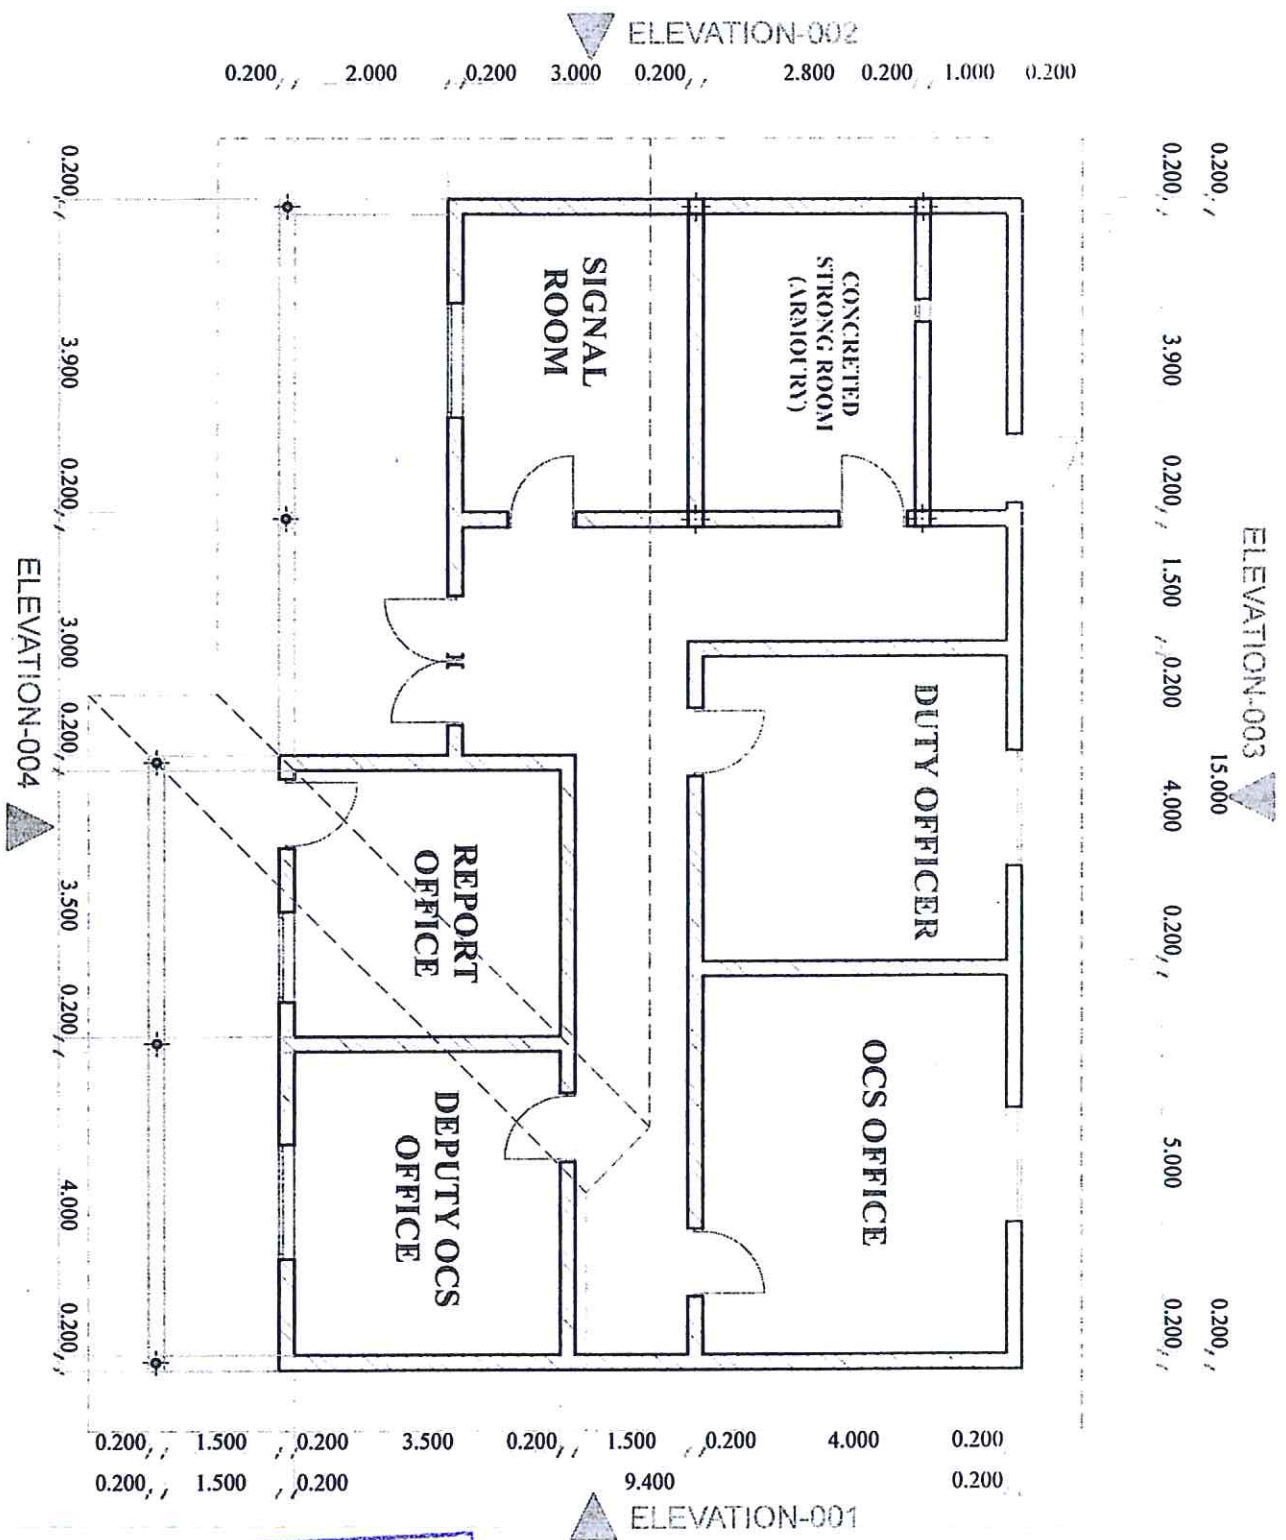 ELEVATION-002
0.200 2.000 0.200 3.000 0.200 2.800 0.200 1.000 0.200
0.200 15.000 0.200
0.200 3.900 0.200 1.500 0.200 4.000 0.200 5.000 0.200
ELEVATION-003
CONCRETED
STRONG ROOM
(ARMOURY)
SIGNAL
ROOM
DUTY OFFICER
OCS OFFICE
REPORT
OFFICE
DEPUTY OCS
OFFICE
0.200 3.900 0.200 3.000 0.200 3.500 0.200 4.000 0.200
ELEVATION-004
0.200 1.500 0.200 3.500 0.200 1.500 0.200 4.000 0.200
0.200 1.500 0.200 9.400 0.200
ELEVATION-001